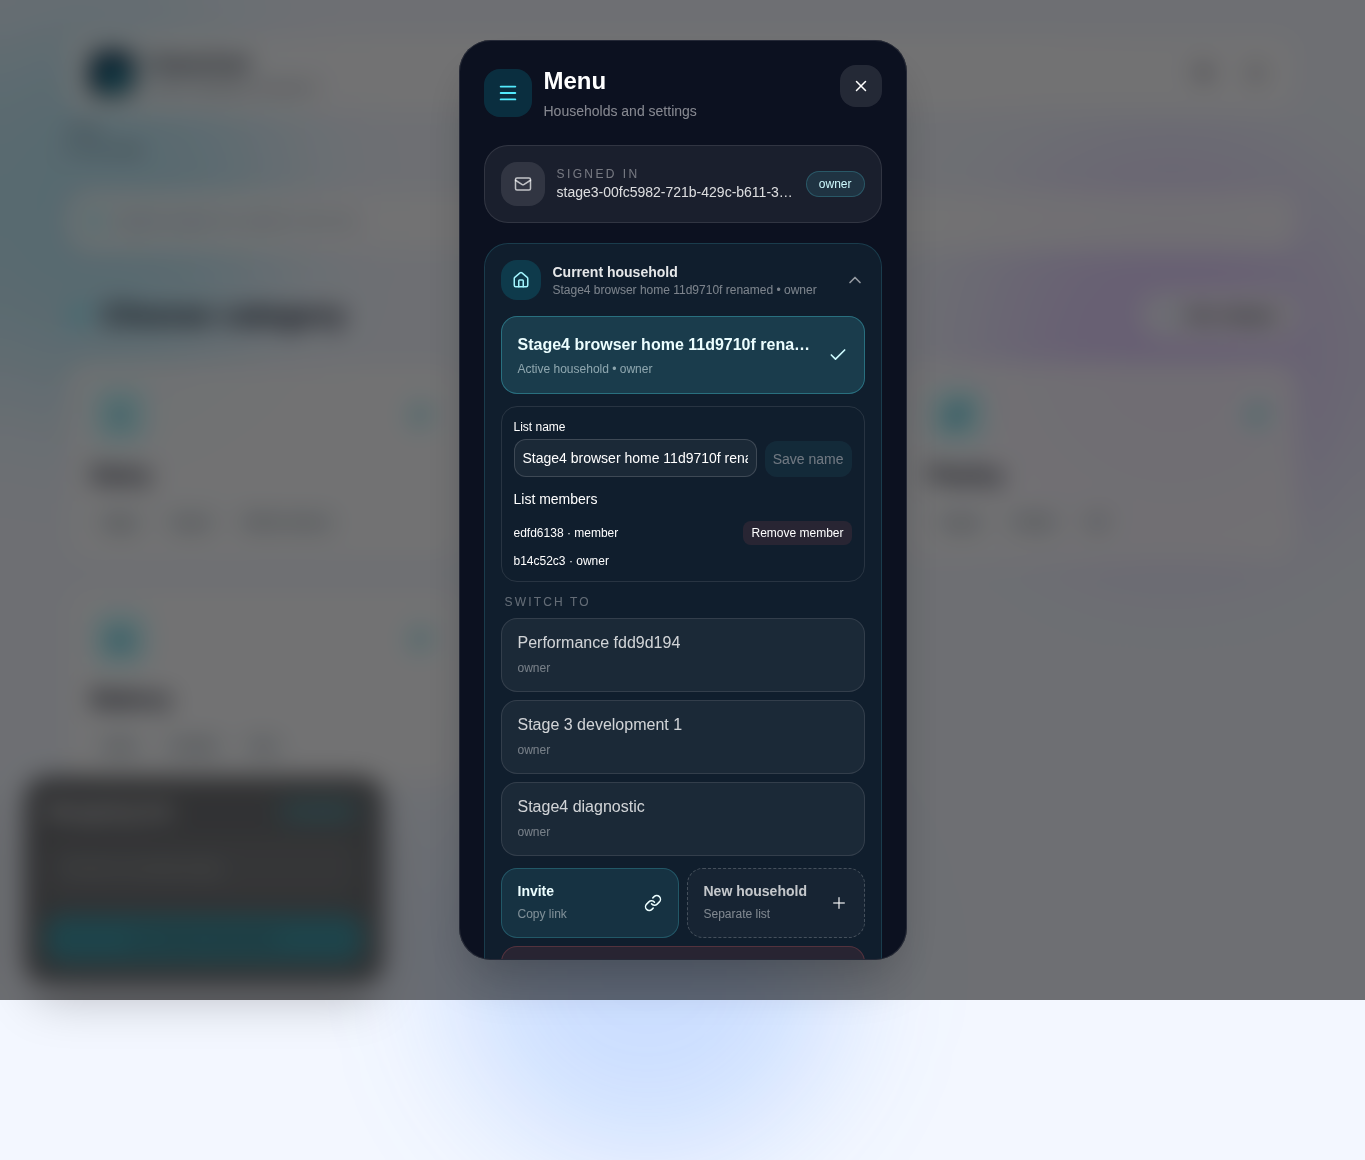 Menu
Households and settings
SIGNED IN
stage3-00fc5982-721b-429c-b611-3…
owner
Current household
Stage4 browser home 11d9710f renamed • owner
Stage4 browser home 11d9710f rena…
Active household • owner
List name
Stage4 browser home 11d9710f rena
Save name
List members
edfd6138 · member
Remove member
b14c52c3 · owner
SWITCH TO
Performance fdd9d194
owner
Stage 3 development 1
owner
Stage4 diagnostic
owner
Invite
Copy link
New household
Separate list